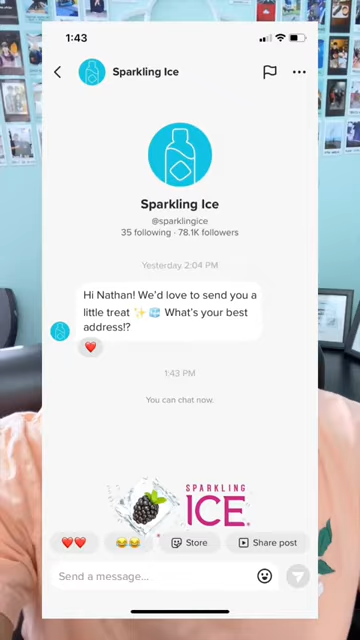 1:43
Sparkling Ice
Sparkling Ice
@sparklingice
35 following · 78.1K followers
Yesterday 2:04 PM
Hi Nathan! We'd love to send you a
little treat ✨🧊 What's your best
address!?
❤️
1:43 PM
You can chat now.
SPARKLING
ICE
❤️❤️
😂😂
Store
Share post
Send a message...